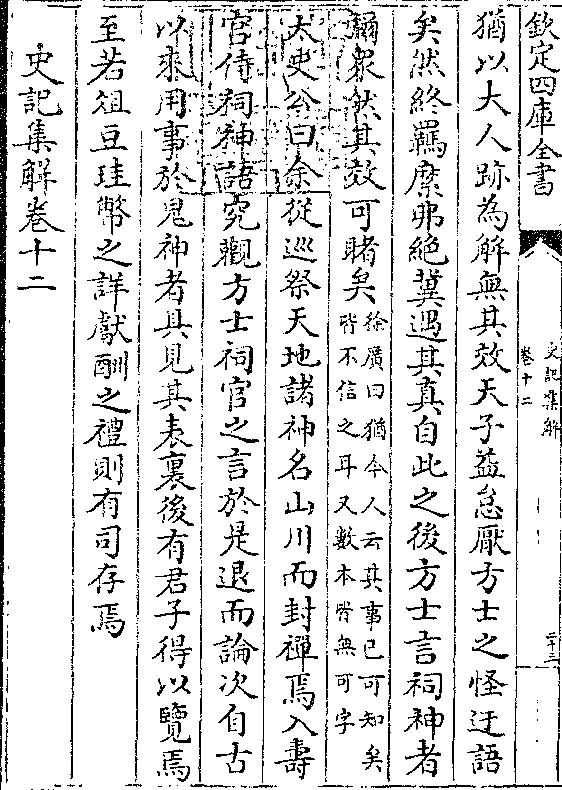 欽定四庫全書
史記集解
卷十二
二十三
猶以大人跡為解無其效天子益怠厭方士之怪迂語
矣然終羈縻弗絶冀遇其真自此之後方士言祠神者
彌眾然其效可睹矣徐廣曰猶今人云其事已可知矣
皆不信之耳又數本皆無可字
太史公曰余從巡祭天地諸神名山川而封禪焉入壽
宮侍祠神語究觀方士祠官之言於是退而論次自古
以來用事於鬼神者具見其表裏後有君子得以覽焉
至若俎豆珪幣之詳獻酬之禮則有司存焉
史記集解卷十二